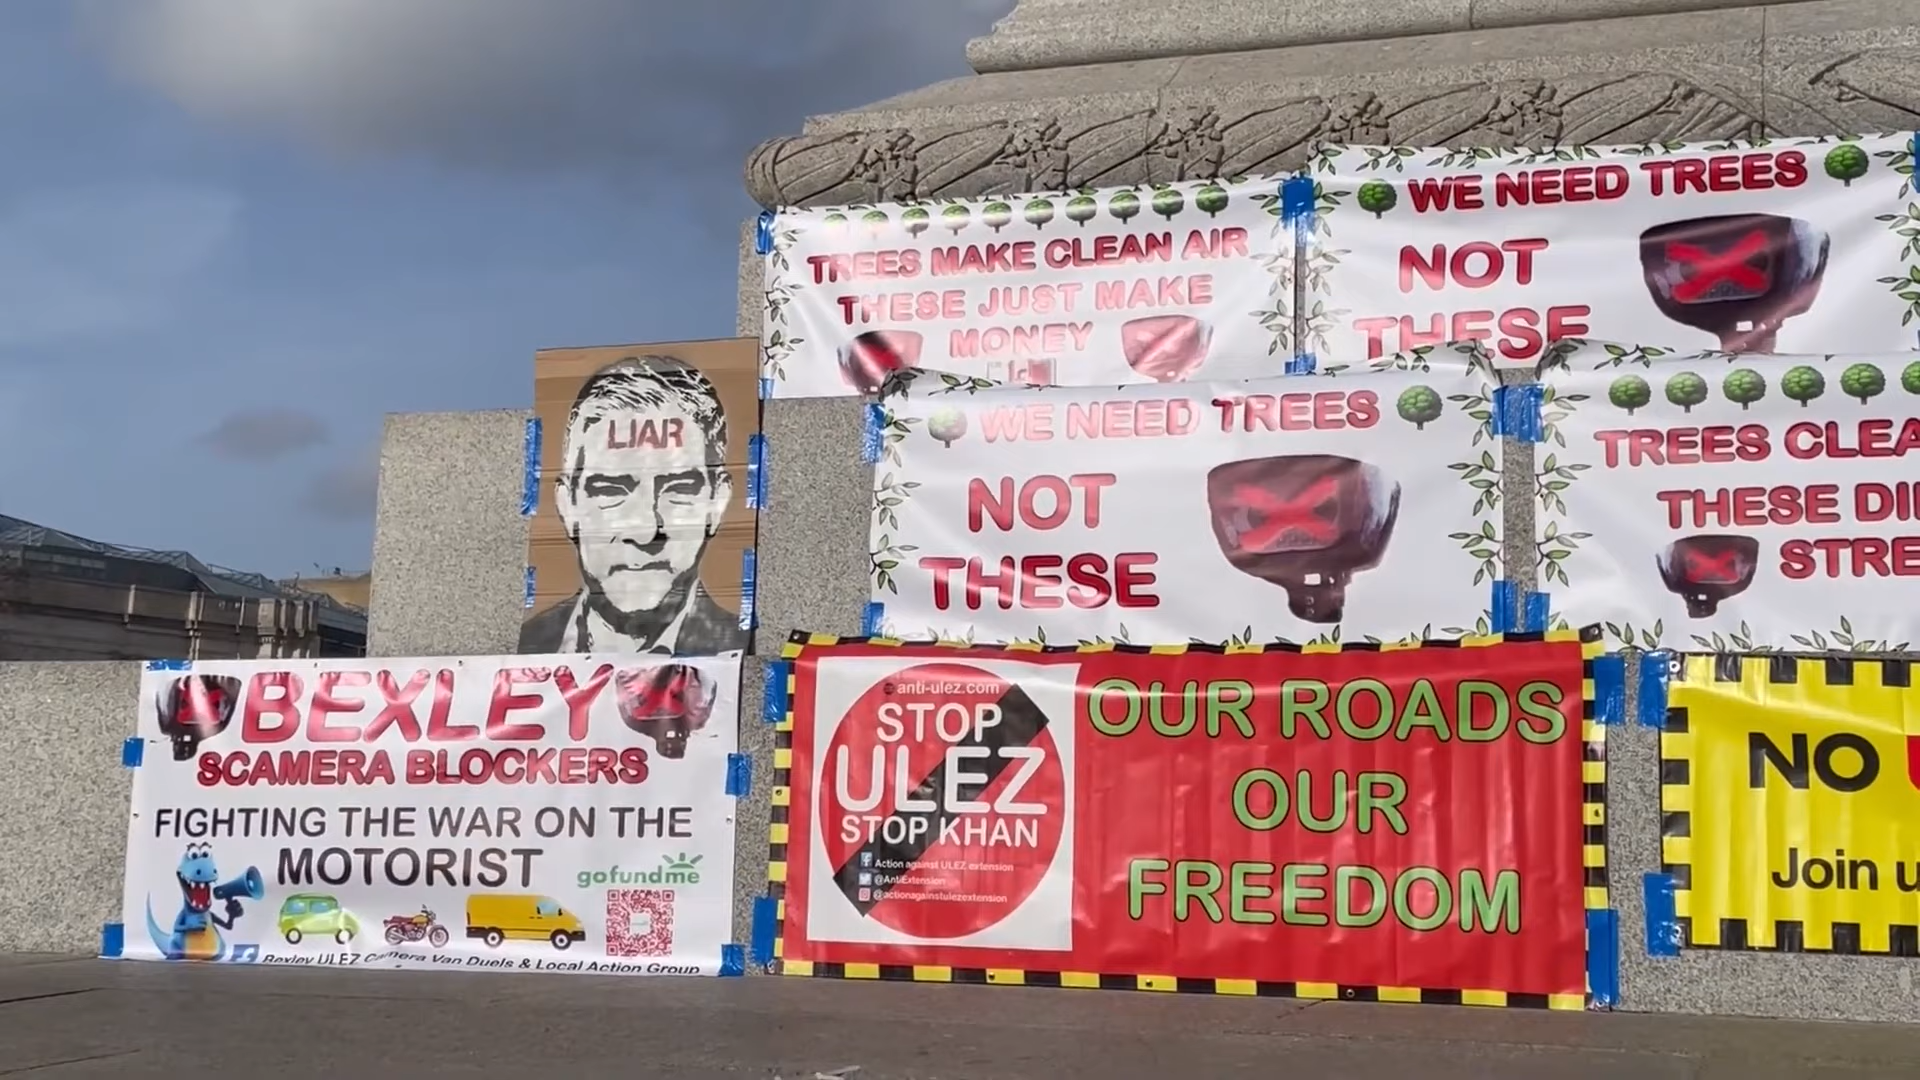 TREES MAKE CLEAN AIR
THESE JUST MAKE
MONEY
WE NEED TREES
NOT
THESE
LIAR
WE NEED TREES
NOT
THESE
TREES CLEA
THESE DI
STRE
BEXLEY
SCAMERA BLOCKERS
FIGHTING THE WAR ON THE
MOTORIST
gofundme
Bexley ULEZ Camera Van Duels & Local Action Group
anti-ulez.com
STOP
ULEZ
STOP KHAN
Action against ULEZ extension
@AntiExtension
@actionagainstulezextension
OUR ROADS
OUR
FREEDOM
NO
Join u